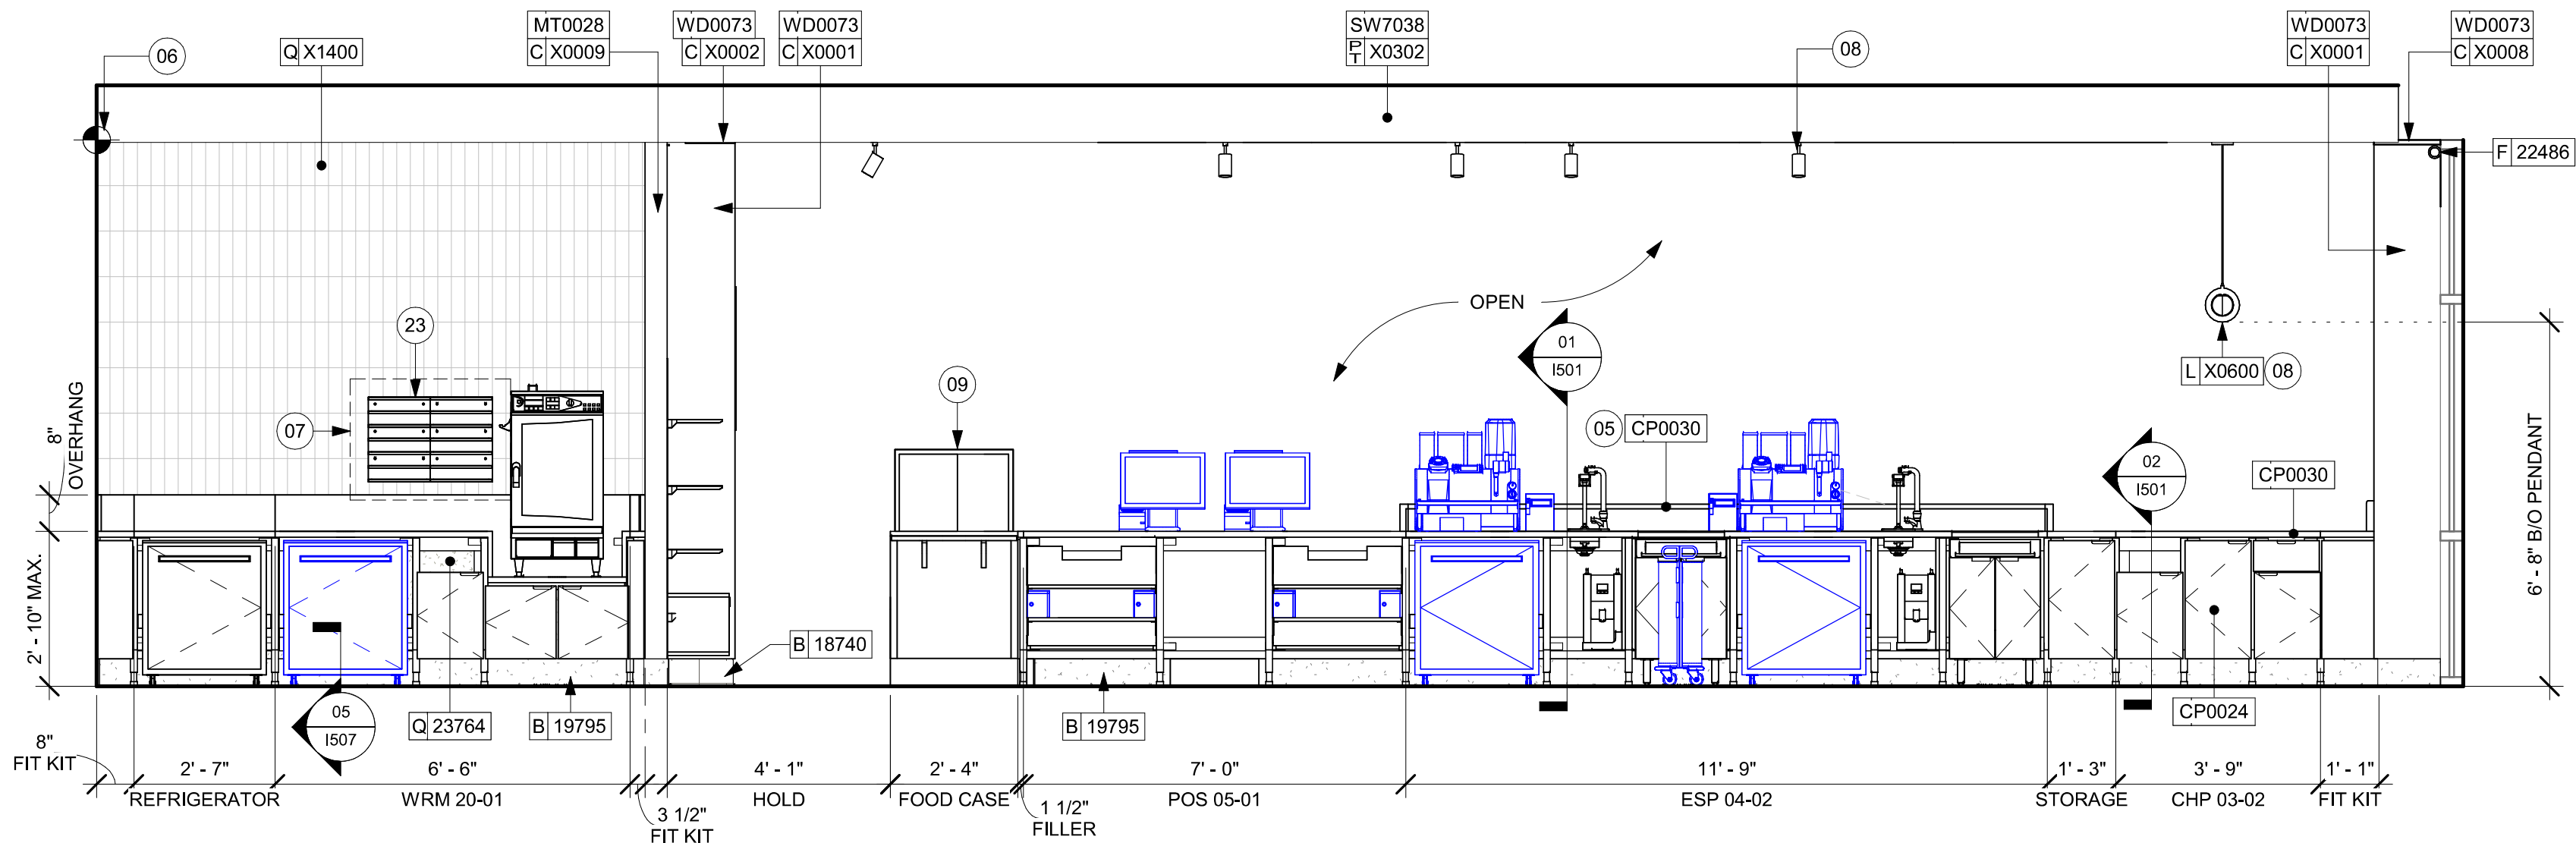 06
Q X1400
MT0028
C X0009
WD0073
C X0002
WD0073
C X0001
SW7038
PT X0302
08
WD0073
C X0001
WD0073
C X0008
F 22486
OPEN
23
07
09
01
I501
05
CP0030
L X0600
08
02
I501
CP0030
8"
OVERHANG
2' - 10" MAX.
6' - 8" B/O PENDANT
B 18740
05
I507
Q 23764
B 19795
B 19795
CP0024
8"
FIT KIT
2' - 7"
REFRIGERATOR
6' - 6"
WRM 20-01
3 1/2"
FIT KIT
4' - 1"
HOLD
2' - 4"
FOOD CASE
1 1/2"
FILLER
7' - 0"
POS 05-01
11' - 9"
ESP 04-02
1' - 3"
STORAGE
3' - 9"
CHP 03-02
1' - 1"
FIT KIT